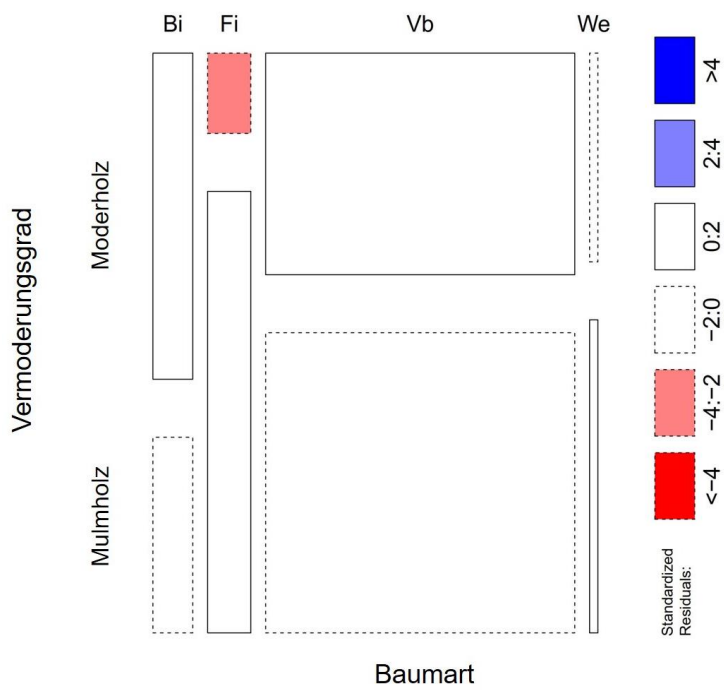 Bi Fi Vb We
Vermoderungsgrad
Moderholz
Mulmholz
Baumart
>4
2:4
0:2
−2:0
−4:−2
<−4
Standardized
Residuals: